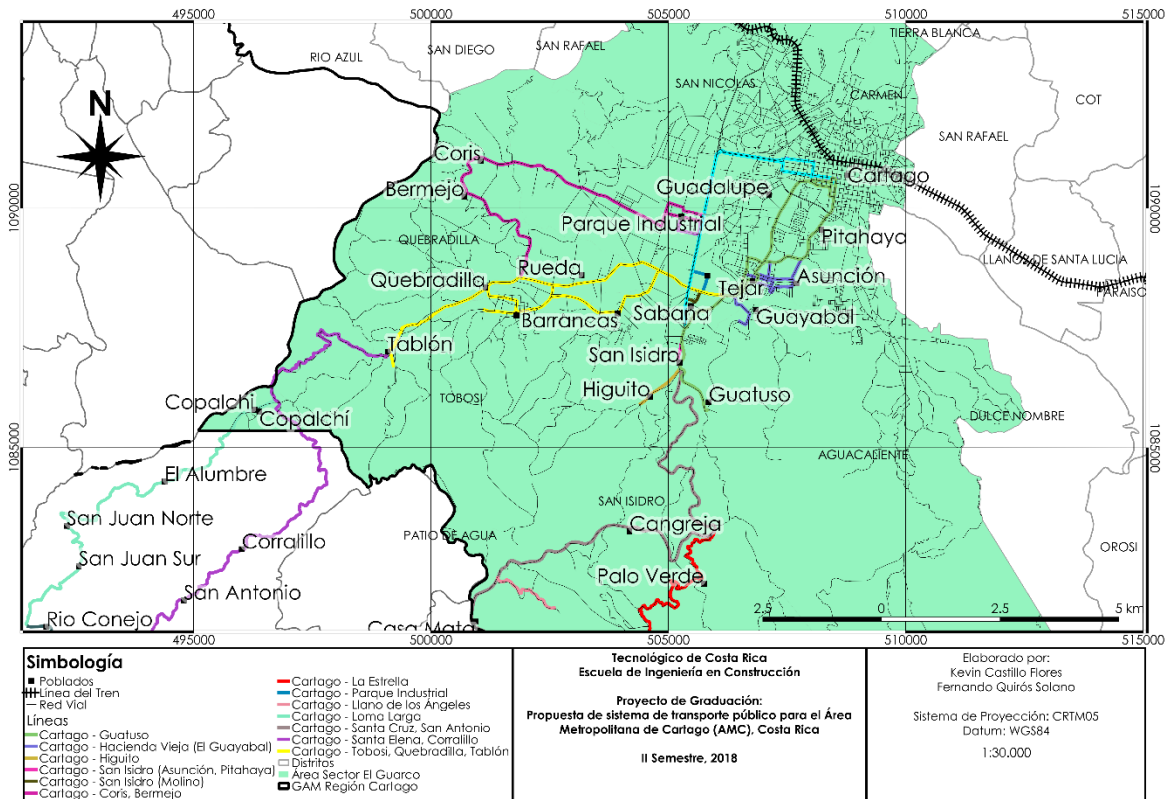 495000 500000 505000 510000 515000
TIERRA BLANCA
SAN DIEGO
SAN RAFAEL
RIO AZUL
SAN NICOLAS
CARMEN
COT
N
SAN RAFAEL
Coris
Cartago
Bermejo
Guadalupe
1090000
1090000
Parque Industrial
Pitahaya
QUEBRADILLA
LLANOS DE SANTA LUCIA
Rueda
Quebradilla
Tejar
Asunción
PARAISO
Barrancas
Sabana
Guayabal
Tablón
San Isidro
Higuito
Guatuso
Copalchí
TOBOSI
Copalchí
DULCE NOMBRE
1085000
1085000
AGUACALIENTE
El Alumbre
SAN ISIDRO
San Juan Norte
Cangreja
PATIO DE AGUA
Corralillo
OROSI
San Juan Sur
Palo Verde
San Antonio
2.5 0 2.5 5 km
Rio Conejo
Casa Mata
495000 500000 505000 510000 515000
Simbología
Poblados
Línea del Tren
Red Vial
Líneas
Cartago - Guatuso
Cartago - Hacienda Vieja (El Guayabal)
Cartago - Higuito
Cartago - San Isidro (Asunción, Pitahaya)
Cartago - San Isidro (Molino)
Cartago - Coris, Bermejo
Cartago - La Estrella
Cartago - Parque Industrial
Cartago - Llano de los Ángeles
Cartago - Loma Larga
Cartago - Santa Cruz, San Antonio
Cartago - Santa Elena, Corralillo
Cartago - Tobosi, Quebradilla, Tablón
Distritos
Área Sector El Guarco
GAM Región Cartago
Tecnológico de Costa Rica
Escuela de Ingeniería en Construcción
Proyecto de Graduación:
Propuesta de sistema de transporte público para el Área
Metropolitana de Cartago (AMC), Costa Rica
II Semestre, 2018
Elaborado por:
Kevin Castillo Flores
Fernando Quirós Solano
Sistema de Proyección: CRTM05
Datum: WGS84
1:30.000